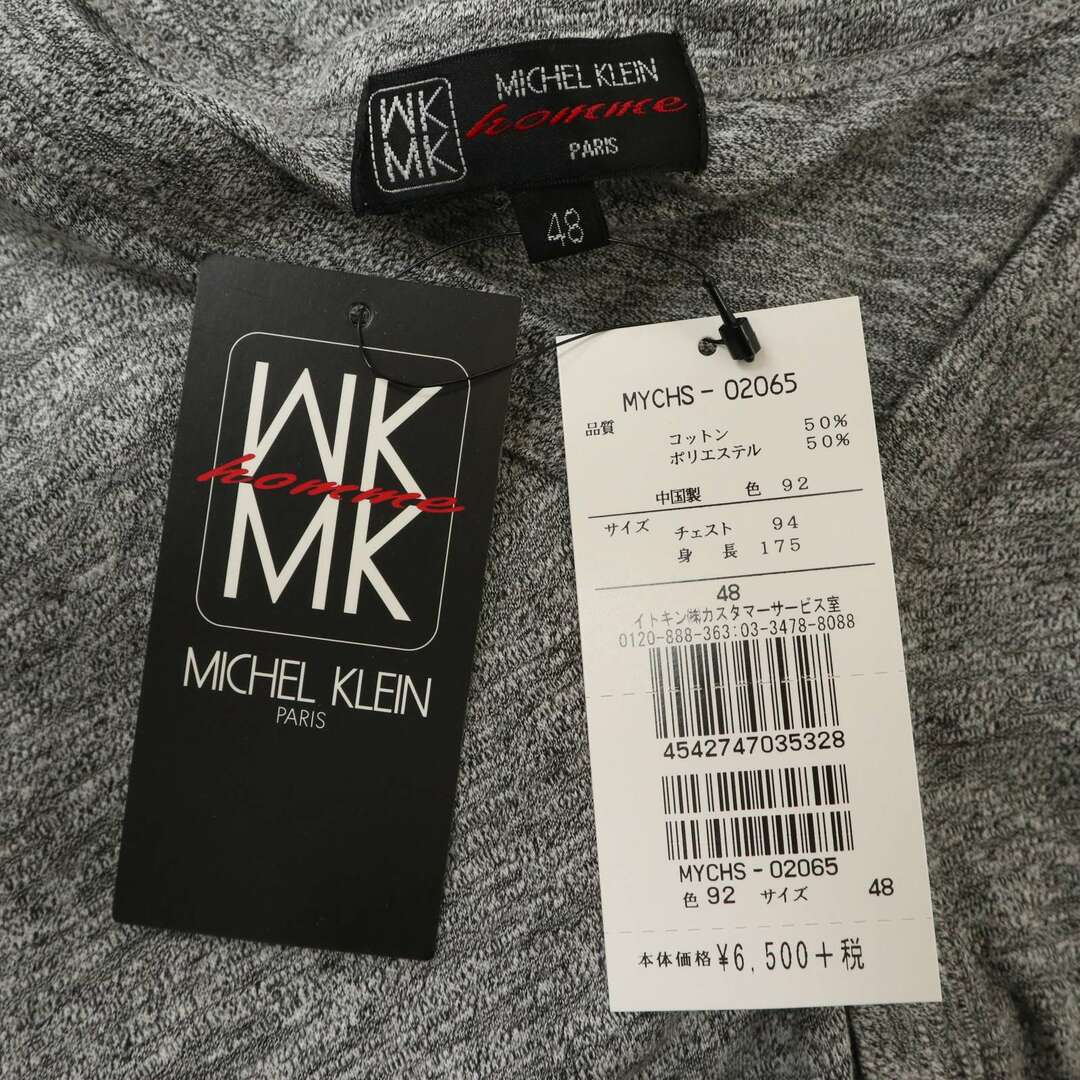 MK
MK
MICHEL KLEIN
homme
PARIS
48
MK
homme
MK
MICHEL KLEIN
PARIS
MYCHS-02065
品質 コットン 50%
ポリエステル 50%
中国製 色 92
サイズ チェスト 94
身長 175
48
イトキン㈱カスタマーサービス室
0120-888-363:03-3478-8088
4542747035328
MYCHS-02065
色 92 サイズ 48
本体価格 ¥6,500+税